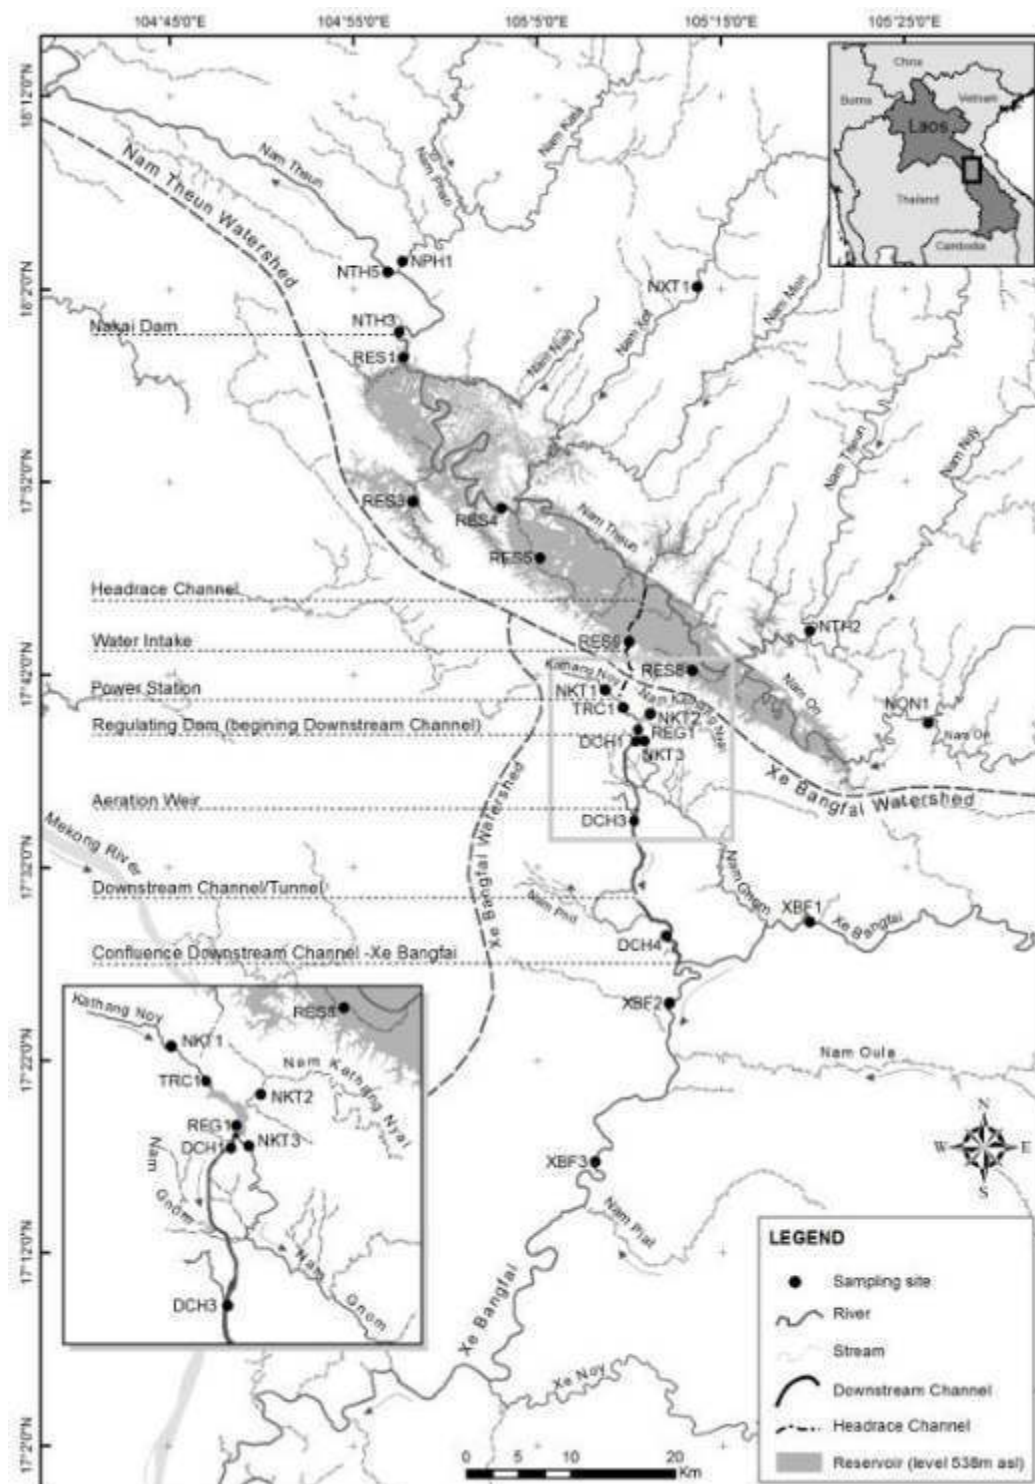 104°45'0"E 104°55'0"E 105°5'0"E 105°15'0"E 105°25'0"E
18°12'0"N
18°2'0"N
17°52'0"N
17°42'0"N
17°32'0"N
17°22'0"N
17°12'0"N
17°2'0"N
China
Burma
Vietnam
Laos
Thailand
Cambodia
Nam Theun Watershed
Nam Theun
Nam Phao
Nam Kata
NPH1
NTH5
NXT1
NTH3
Nakai Dam
RES1
Nam Nian
Nam Xot
Nam Mon
Nam Theun
Nam Noy
RES3
RES4
Nam Theun
RES5
Headrace Channel
NTH2
RES6
Water Intake
RES8
Kathang Noy
Nam On
Power Station
NKT1
Nam Kathang Nyai
TRC1
NKT2
NON1
Regulating Dam (begining Downstream Channel)
REG1
Nam On
DCH1
NKT3
Xe Bangfai Watershed
Xe Bangfai Watershed
Aeration Weir
DCH3
Mekong River
Downstream Channel/Tunnel
Nam Phit
Nam Gnom
XBF1
Xe Bangfai
DCH4
Confluence Downstream Channel -Xe Bangfai
XBF2
Nam Oula
XBF3
Nam Phat
Xe Bangfai
Xe Noy
Kathang Noy
RES8
NKT1
Nam Kathang Nyai
TRC1
NKT2
REG1
DCH1
NKT3
Nam Gnom
Nam Gnom
DCH3
N
W E
S
LEGEND
Sampling site
River
Stream
Downstream Channel
Headrace Channel
Reservoir (level 538m asl)
0 5 10 20
Km